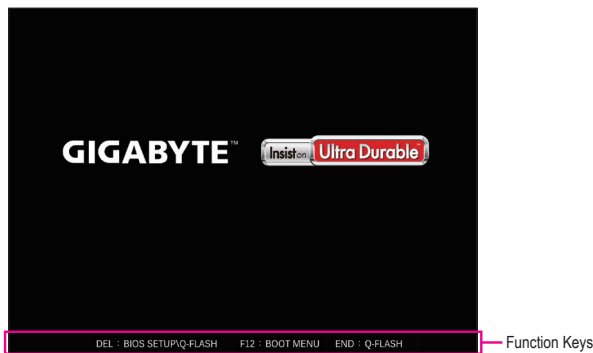 GIGABYTE™
Insist on Ultra Durable™
DEL : BIOS SETUP\Q-FLASH F12 : BOOT MENU END : Q-FLASH
Function Keys